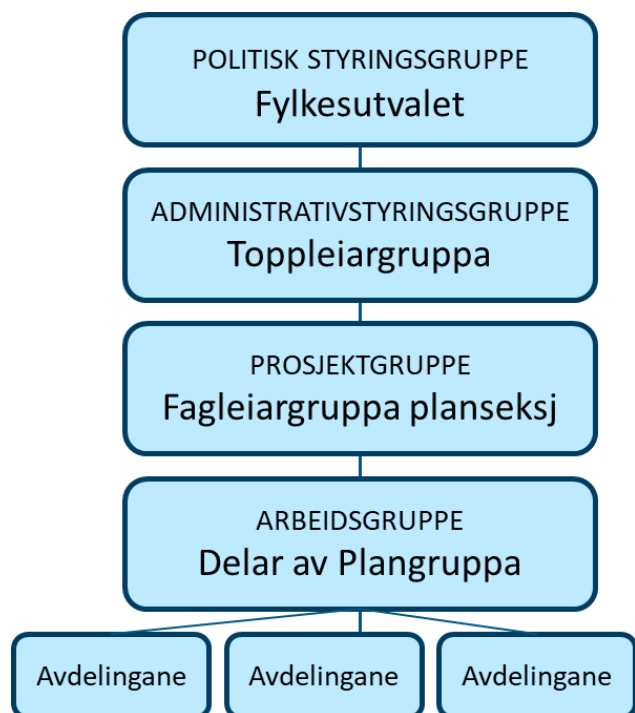 POLITISK STYRINGSGRUPPE
Fylkesutvalet
ADMINISTRATIVSTYRINGSGRUPPE
Toppleiargruppa
PROSJEKTGRUPPE
Fagleiargruppa planseksj
ARBEIDSGRUPPE
Delar av Plangruppa
Avdelingane
Avdelingane
Avdelingane